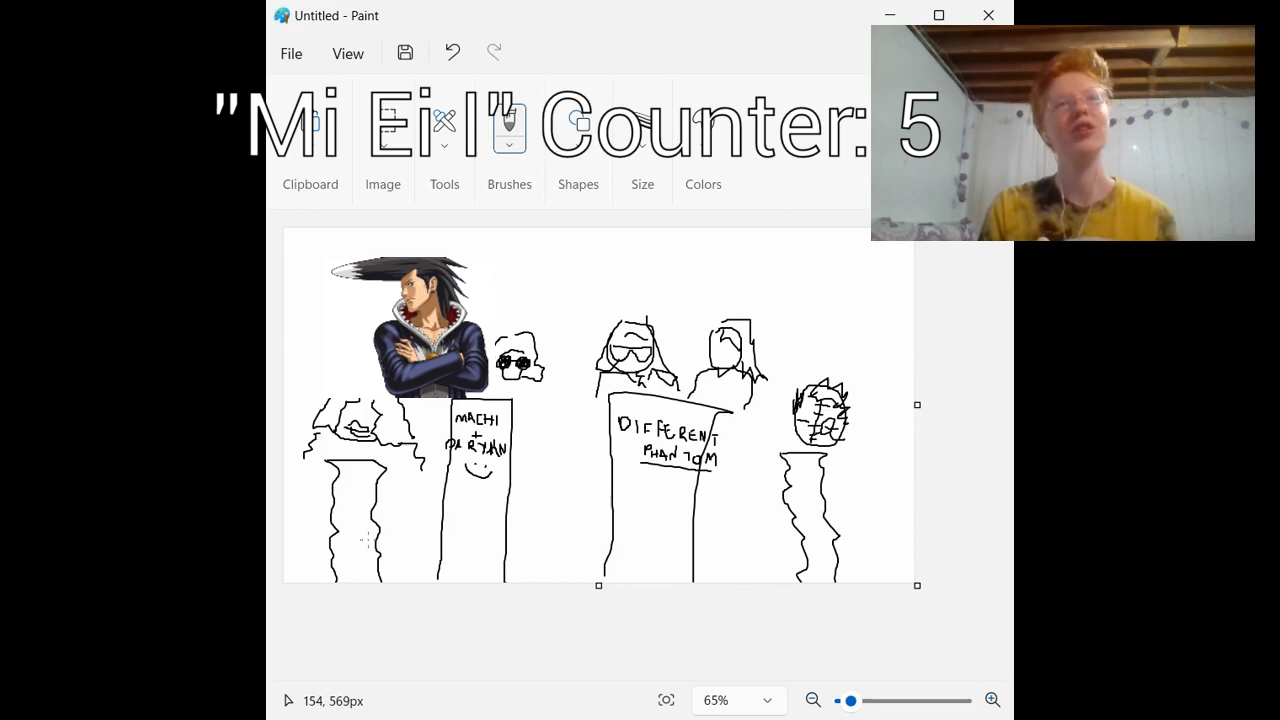 Untitled - Paint
File View
"Mi Ei I" Counter: 5
Clipboard Image Tools Brushes Shapes Size Colors
MACHI
+
DARYAN
DIFFERENT
PHANTOM
154, 569px
65%